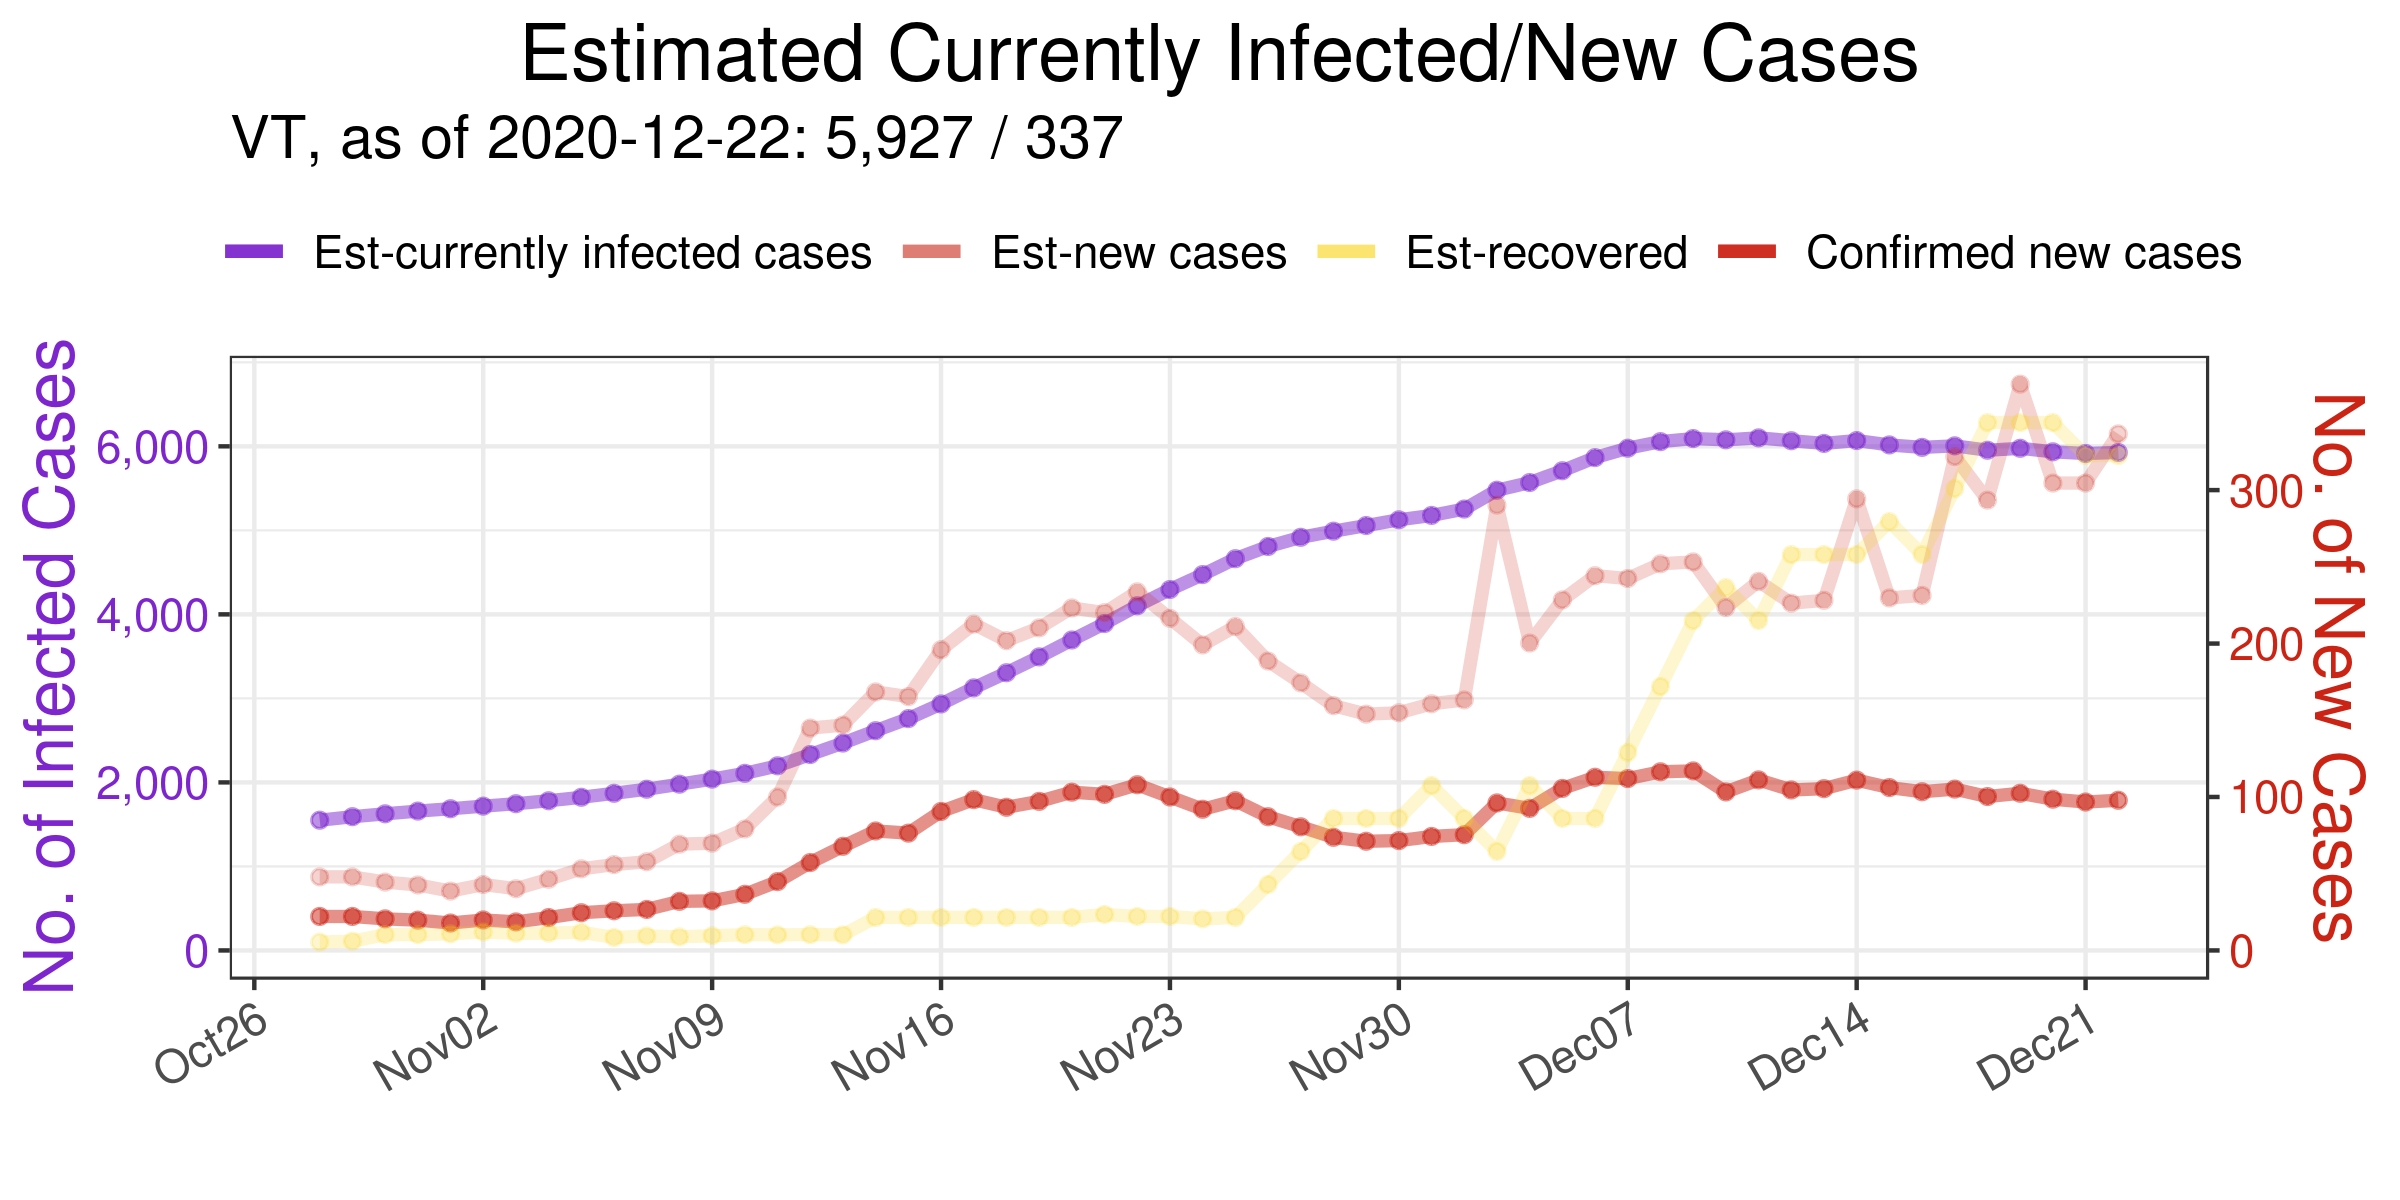 Estimated Currently Infected/New Cases
VT, as of 2020-12-22: 5,927 / 337
Est-currently infected cases Est-new cases Est-recovered Confirmed new cases
No. of Infected Cases
6,000
4,000
2,000
0
300
200
100
0
No. of New Cases
Oct26 Nov02 Nov09 Nov16 Nov23 Nov30 Dec07 Dec14 Dec21